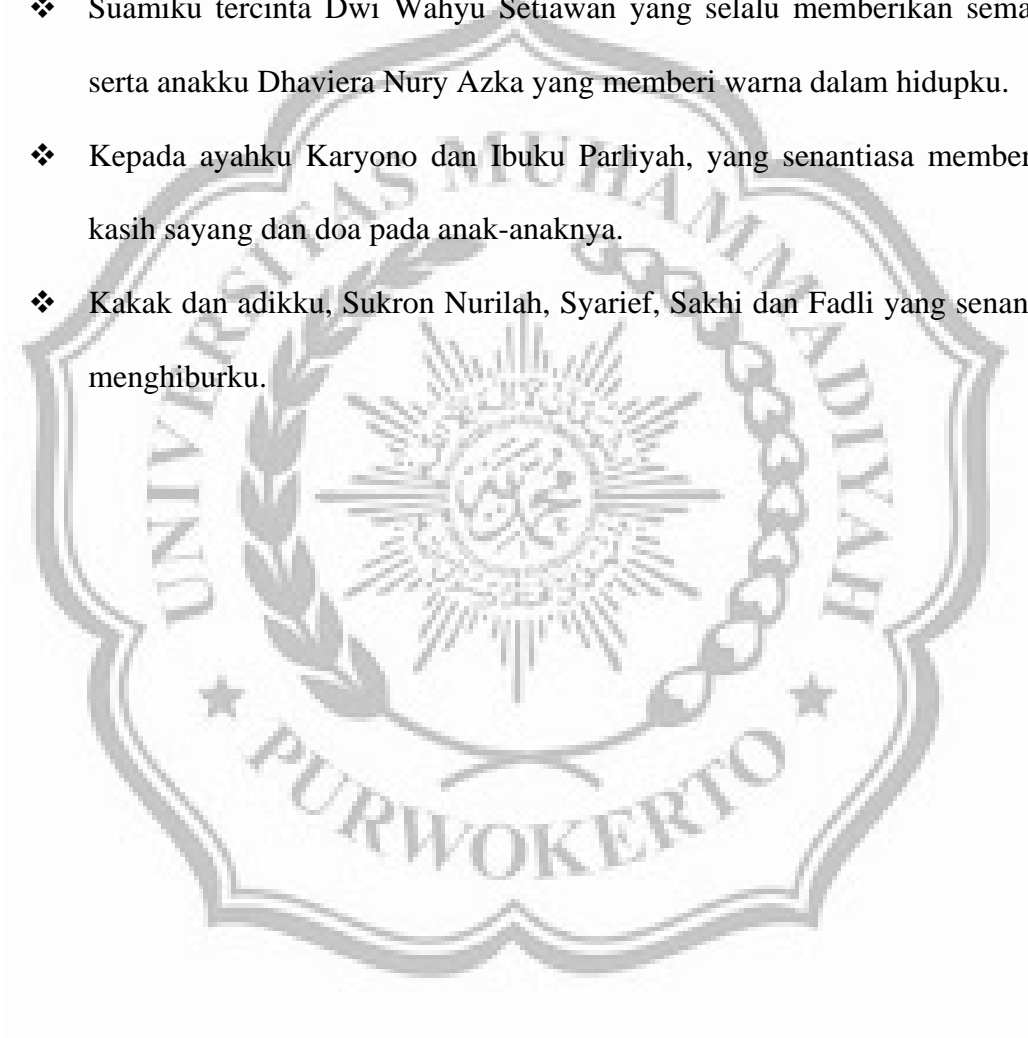 ❖ Suamiku tercinta Dwi Wahyu Setiawan yang selalu memberikan sema
serta anakku Dhaviera Nury Azka yang memberi warna dalam hidupku.
❖ Kepada ayahku Karyono dan Ibuku Parliyah, yang senantiasa member
kasih sayang dan doa pada anak-anaknya.
❖ Kakak dan adikku, Sukron Nurilah, Syarief, Sakhi dan Fadli yang senan
menghiburku.
UNIVERSITAS MUHAMMADIYAH
PURWOKERTO